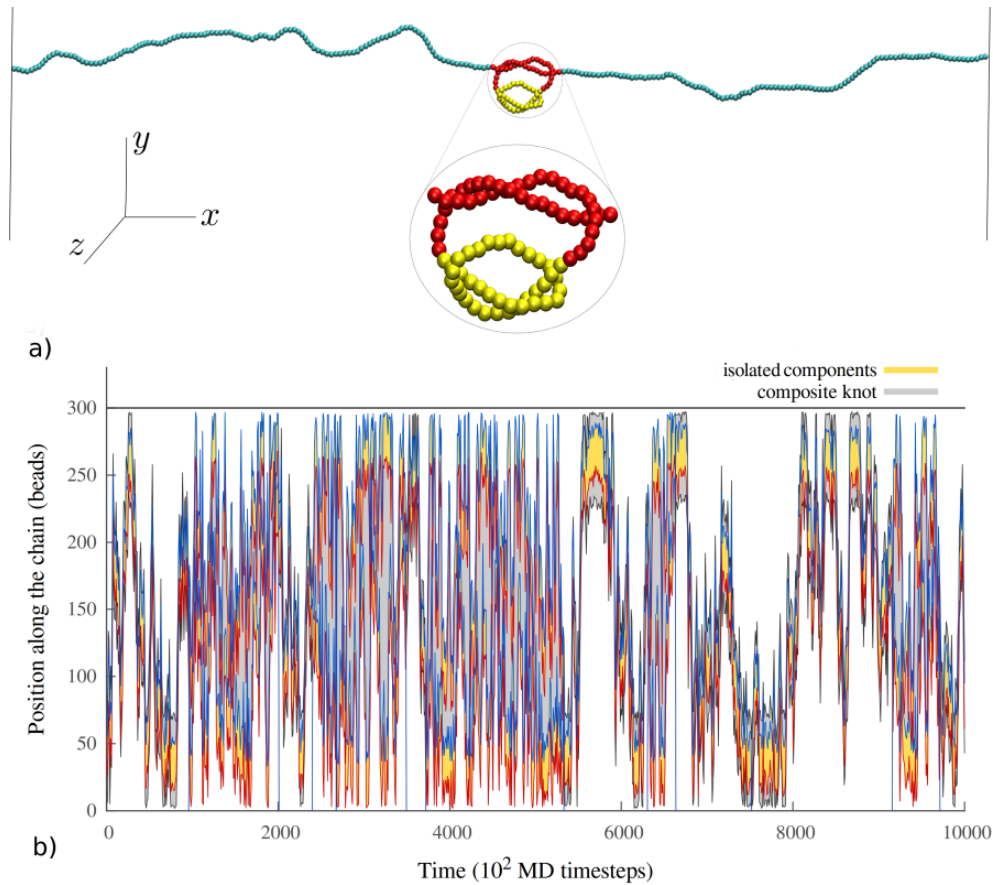 y
x
z
a)
isolated components
composite knot
300
250
200
150
100
50
0
Position along the chain (beads)
0 2000 4000 6000 8000 10000
b)
Time (10² MD timesteps)